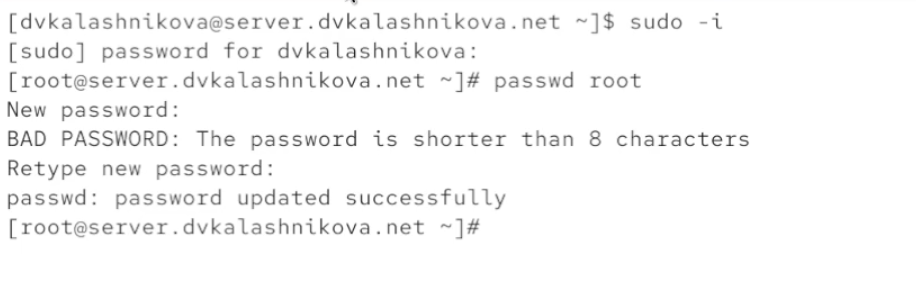 [dvkalashnikova@server.dvkalashnikova.net ~]$ sudo -i
[sudo] password for dvkalashnikova:
[root@server.dvkalashnikova.net ~]# passwd root
New password:
BAD PASSWORD: The password is shorter than 8 characters
Retype new password:
passwd: password updated successfully
[root@server.dvkalashnikova.net ~]#